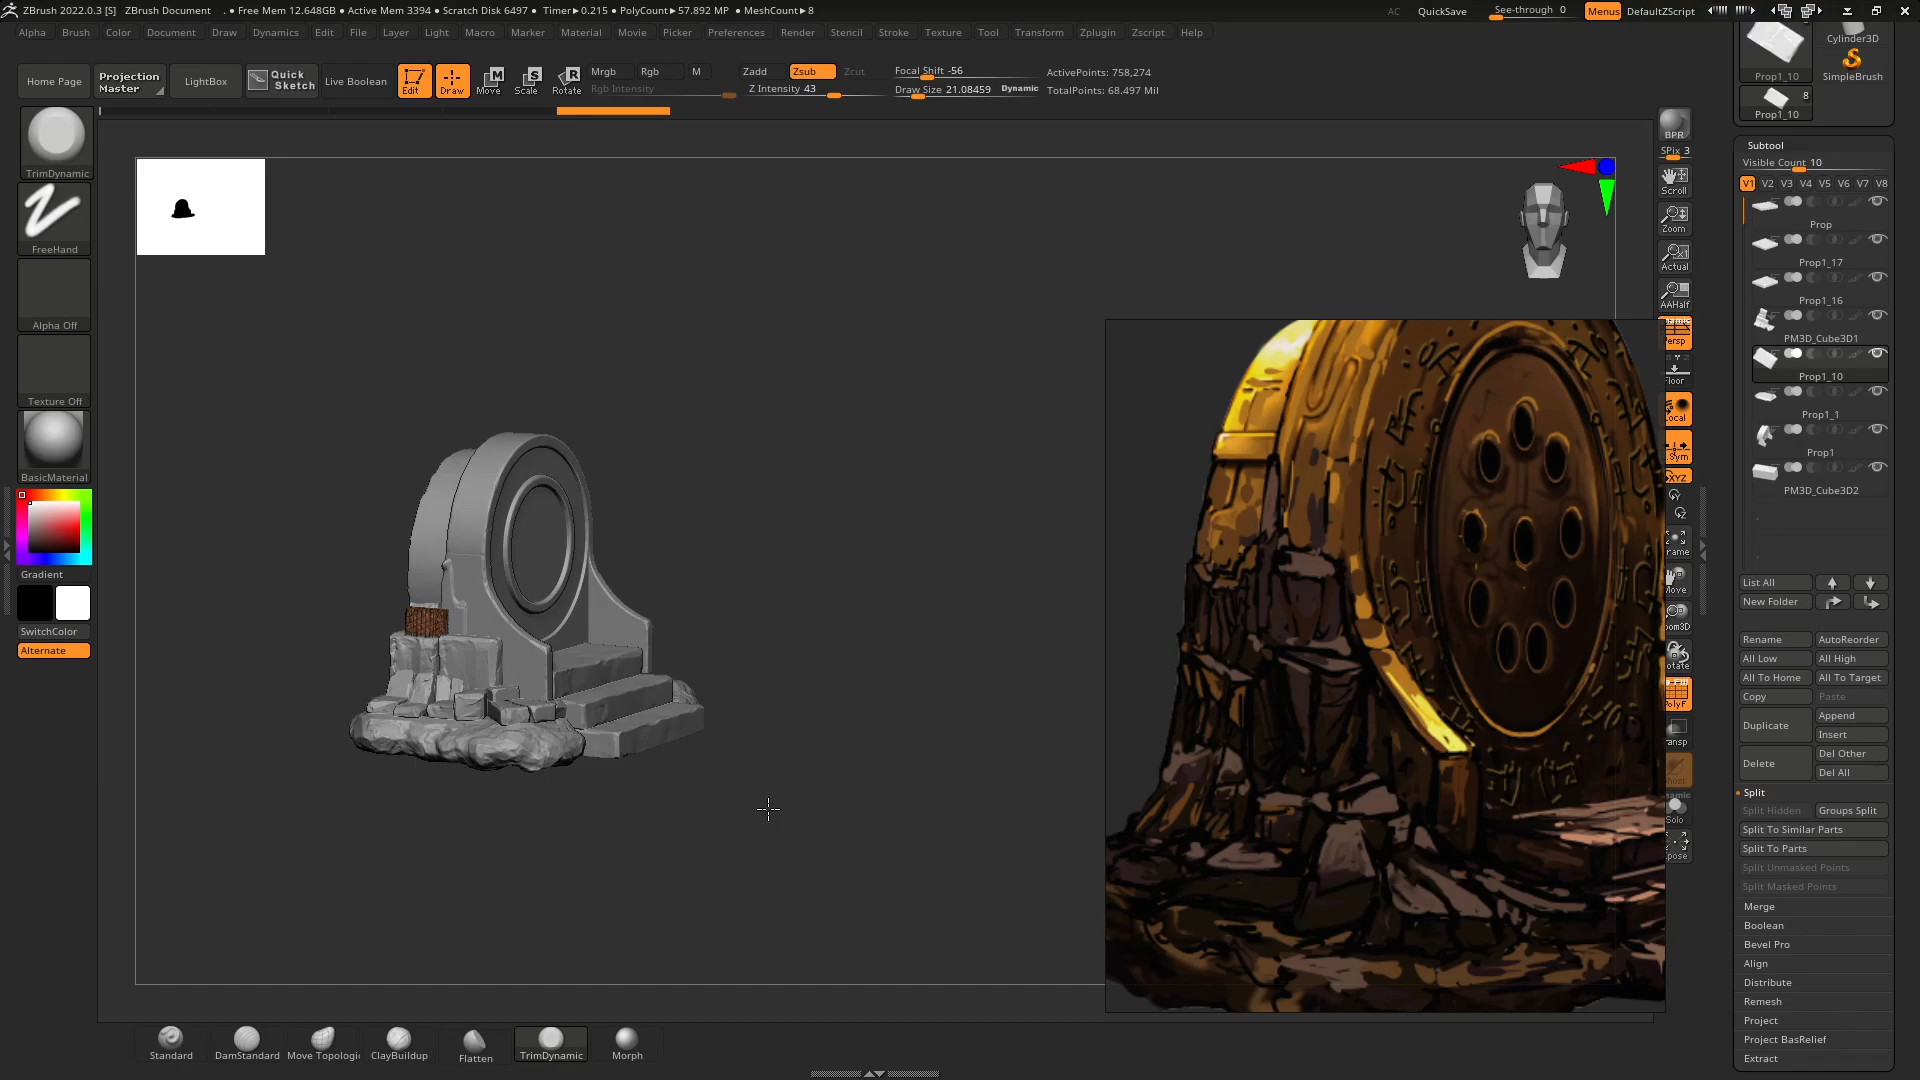 ZBrush 2022.0.3 [S] ZBrush Document . • Free Mem 12.648GB • Active Mem 3394 • Scratch Disk 6497 • Timer▸0.215 • PolyCount▸57.892 MP • MeshCount▸8 AC QuickSave See-through 0 Menus DefaultZScript
Alpha Brush Color Document Draw Dynamics Edit File Layer Light Macro Marker Material Movie Picker Preferences Render Stencil Stroke Texture Tool Transform Zplugin Zscript Help
Home Page
Projection Master
LightBox
Quick Sketch
Live Boolean
Edit
Draw
Move
Scale
Rotate
Mrgb Rgb M
Rgb Intensity
Zadd Zsub Zcut
Z Intensity 43
Focal Shift -56
Draw Size 21.08459 Dynamic
ActivePoints: 758,274
TotalPoints: 68.497 Mil
TrimDynamic
FreeHand
Alpha Off
Texture Off
BasicMaterial
Gradient
SwitchColor
Alternate
BPR
SPix 3
Scroll
Zoom
Actual
AAHalf
Persp
Floor
Solo
Cylinder3D
SimpleBrush
Prop1_10
8
Prop1_10
Subtool
Visible Count 10
V1 V2 V3 V4 V5 V6 V7 V8
Prop
Prop1_17
Prop1_16
PM3D_Cube3D1
Prop1_10
Prop1_1
Prop1
PM3D_Cube3D2
List All
New Folder
Rename AutoReorder
All Low All High
All To Home All To Target
Copy Paste
Duplicate Append
Insert
Delete Del Other
Del All
Split
Split Hidden Groups Split
Split To Similar Parts
Split To Parts
Split Unmasked Points
Split Masked Points
Merge
Boolean
Bevel Pro
Align
Distribute
Remesh
Project
Project BasRelief
Extract
Standard DamStandard Move Topologi ClayBuildup Flatten TrimDynamic Morph